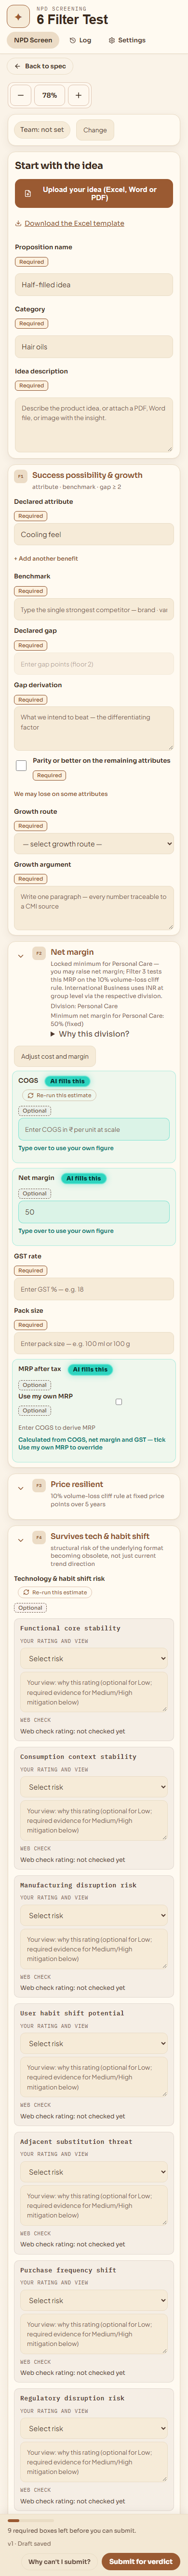 NPD SCREENING
6 Filter Test
NPD Screen
Log
Settings
Back to spec
78%
Team: not set
Change
Start with the idea
Upload your idea (Excel, Word or
PDF)
Download the Excel template
Proposition name
Required
Half-filled idea
Category
Required
Hair oils
Idea description
Required
Describe the product idea, or attach a PDF, Word
file, or image with the insight.
F1
Success possibility & growth
attribute · benchmark · gap ≥ 2
Declared attribute
Required
Cooling feel
+ Add another benefit
Benchmark
Required
Type the single strongest competitor — brand · var
Declared gap
Required
Enter gap points (floor 2)
Gap derivation
Required
What we intend to beat — the differentiating
factor
Parity or better on the remaining attributes
Required
We may lose on some attributes
Growth route
Required
— select growth route —
Growth argument
Required
Write one paragraph — every number traceable
to a CMI source
F2
Net margin
Locked minimum for Personal Care —
you may raise net margin; Filter 3 tests
this MRP on the 10% volume-cliff
rule. International Business uses INR at
group level via the respective division.
Division: Personal Care
Minimum net margin for Personal Care:
50% (fixed)
Why this division?
Adjust cost and margin
COGS
AI fills this
Re-run this estimate
Optional
Enter COGS in ₹ per unit at scale
Type over to use your own figure
Net margin
AI fills this
Optional
50
Type over to use your own figure
GST rate
Required
Enter GST % — e.g. 18
Pack size
Required
Enter pack size — e.g. 100 ml or 100 g
MRP after tax
AI fills this
Optional
Use own MRP
Optional
Enter COGS to derive MRP
Calculated from COGS, net margin and GST — tick
Use my own MRP to override
F3
Price resilient
10% volume-cliff rule at fixed price
points over 5 years
F4
Survives tech & habit shift
structural risk of the underlying format
becoming obsolete, not just current
trend direction
Technology & habit shift risk
Re-run this estimate
Optional
Functional core stability
YOUR RATING AND VIEW
Select risk
Your view: why this rating (optional for Low;
required evidence for Medium/High
mitigation below)
WEB CHECK
Web check rating: not checked yet
Consumption context stability
YOUR RATING AND VIEW
Select risk
Your view: why this rating (optional for Low;
required evidence for Medium/High
mitigation below)
WEB CHECK
Web check rating: not checked yet
Manufacturing disruption risk
YOUR RATING AND VIEW
Select risk
Your view: why this rating (optional for Low;
required evidence for Medium/High
mitigation below)
WEB CHECK
Web check rating: not checked yet
User habit shift potential
YOUR RATING AND VIEW
Select risk
Your view: why this rating (optional for Low;
required evidence for Medium/High
mitigation below)
WEB CHECK
Web check rating: not checked yet
Adjacent substitution threat
YOUR RATING AND VIEW
Select risk
Your view: why this rating (optional for Low;
required evidence for Medium/High
mitigation below)
WEB CHECK
Web check rating: not checked yet
Purchase frequency shift
YOUR RATING AND VIEW
Select risk
Your view: why this rating (optional for Low;
required evidence for Medium/High
mitigation below)
WEB CHECK
Web check rating: not checked yet
Regulatory disruption risk
YOUR RATING AND VIEW
Select risk
Your view: why this rating (optional for Low;
required evidence for Medium/High
mitigation below)
WEB CHECK
Web check rating: not checked yet
9 required boxes left before you can submit.
v1 · Draft saved
Why can't I submit?
Submit for verdict